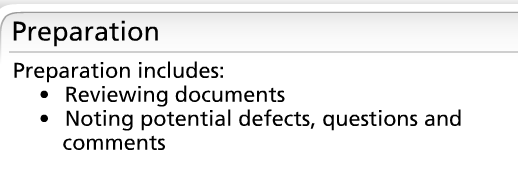 Preparation
Preparation includes:
• Reviewing documents
• Noting potential defects, questions and
comments